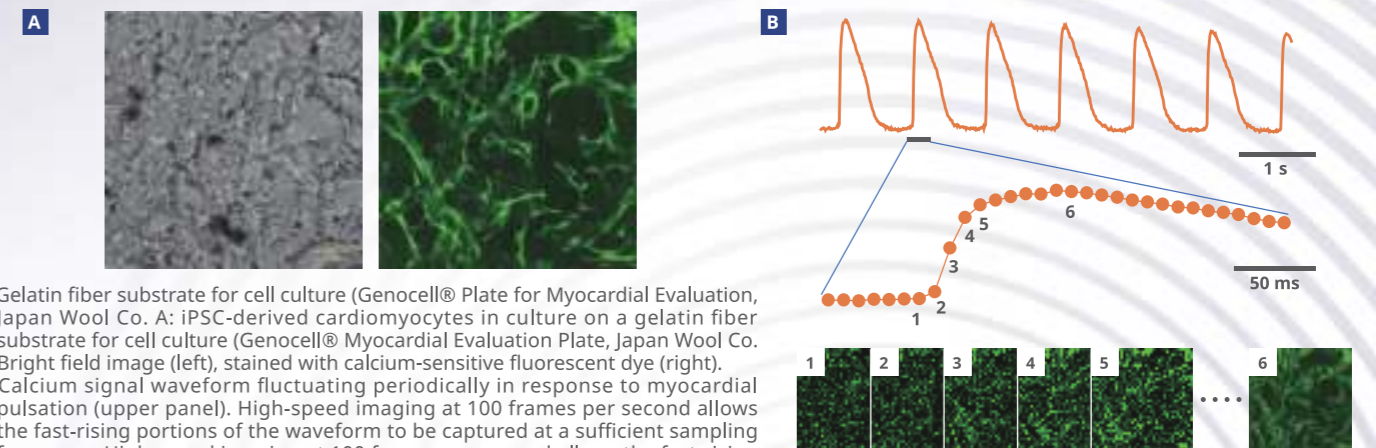 A
B
1 s
6
5
4
3
50 ms
2
1
Gelatin fiber substrate for cell culture (Genocell® Plate for Myocardial Evaluation,
Japan Wool Co. A: iPSC-derived cardiomyocytes in culture on a gelatin fiber
substrate for cell culture (Genocell® Myocardial Evaluation Plate, Japan Wool Co.
Bright field image (left), stained with calcium-sensitive fluorescent dye (right).
Calcium signal waveform fluctuating periodically in response to myocardial
pulsation (upper panel). High-speed imaging at 100 frames per second allows
the fast-rising portions of the waveform to be captured at a sufficient sampling
1 2 3 4 5 6